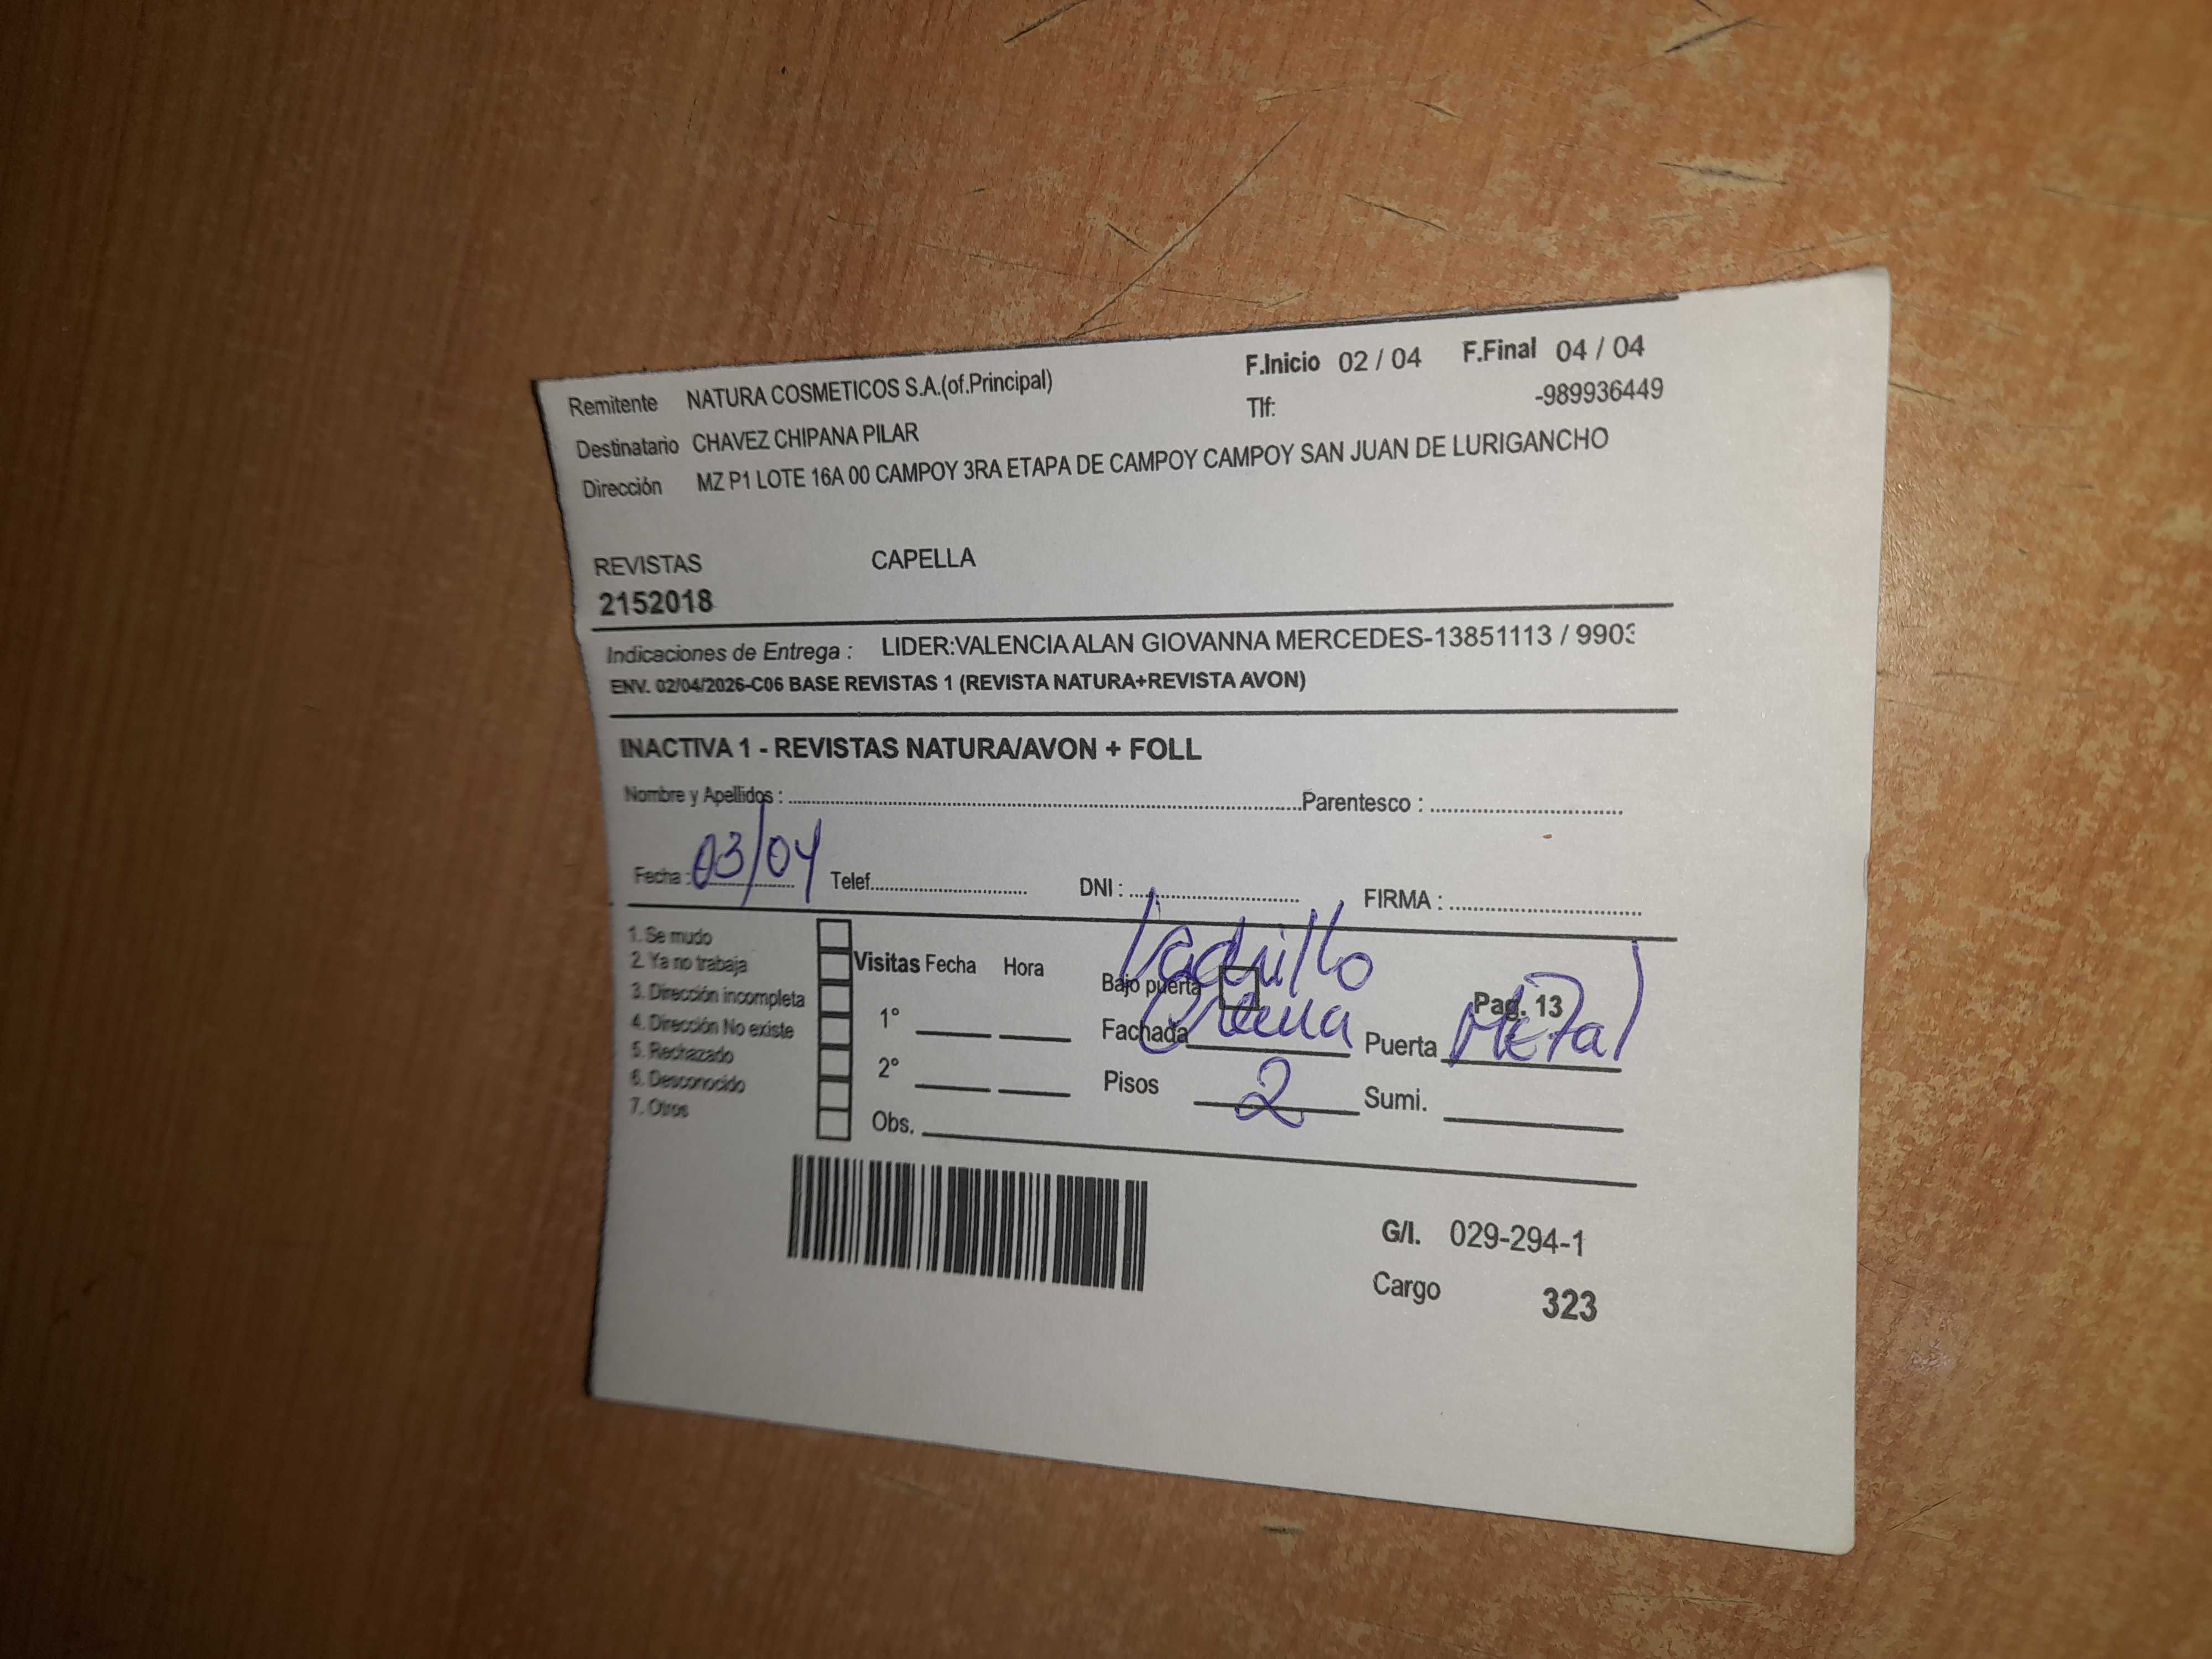 F.Inicio 02 / 04 F.Final 04 / 04
Remitente NATURA COSMETICOS S.A.(of.Principal)
Tlf: -989936449
Destinatario CHAVEZ CHIPANA PILAR
Dirección MZ P1 LOTE 16A 00 CAMPOY 3RA ETAPA DE CAMPOY CAMPOY SAN JUAN DE LURIGANCHO
REVISTAS CAPELLA
2152018
Indicaciones de Entrega : LIDER:VALENCIA ALAN GIOVANNA MERCEDES-13851113 / 9903
ENV. 02/04/2026-C06 BASE REVISTAS 1 (REVISTA NATURA+REVISTA AVON)
INACTIVA 1 - REVISTAS NATURA/AVON + FOLL
Nombre y Apellidos : Parentesco :
Fecha : 03/04 Telef. DNI : FIRMA :
1. Se mudo
2. Ya no trabaja
3. Dirección incompleta
4. Dirección No existe
5. Rechazado
6. Desconocido
7. Otros
Visitas Fecha Hora
1°
2°
Obs.
ladrillo
Bajo puerta
Pag. 13
Fachada Crema Puerta Metal
Pisos 2 Sumi.
G/I. 029-294-1
Cargo 323